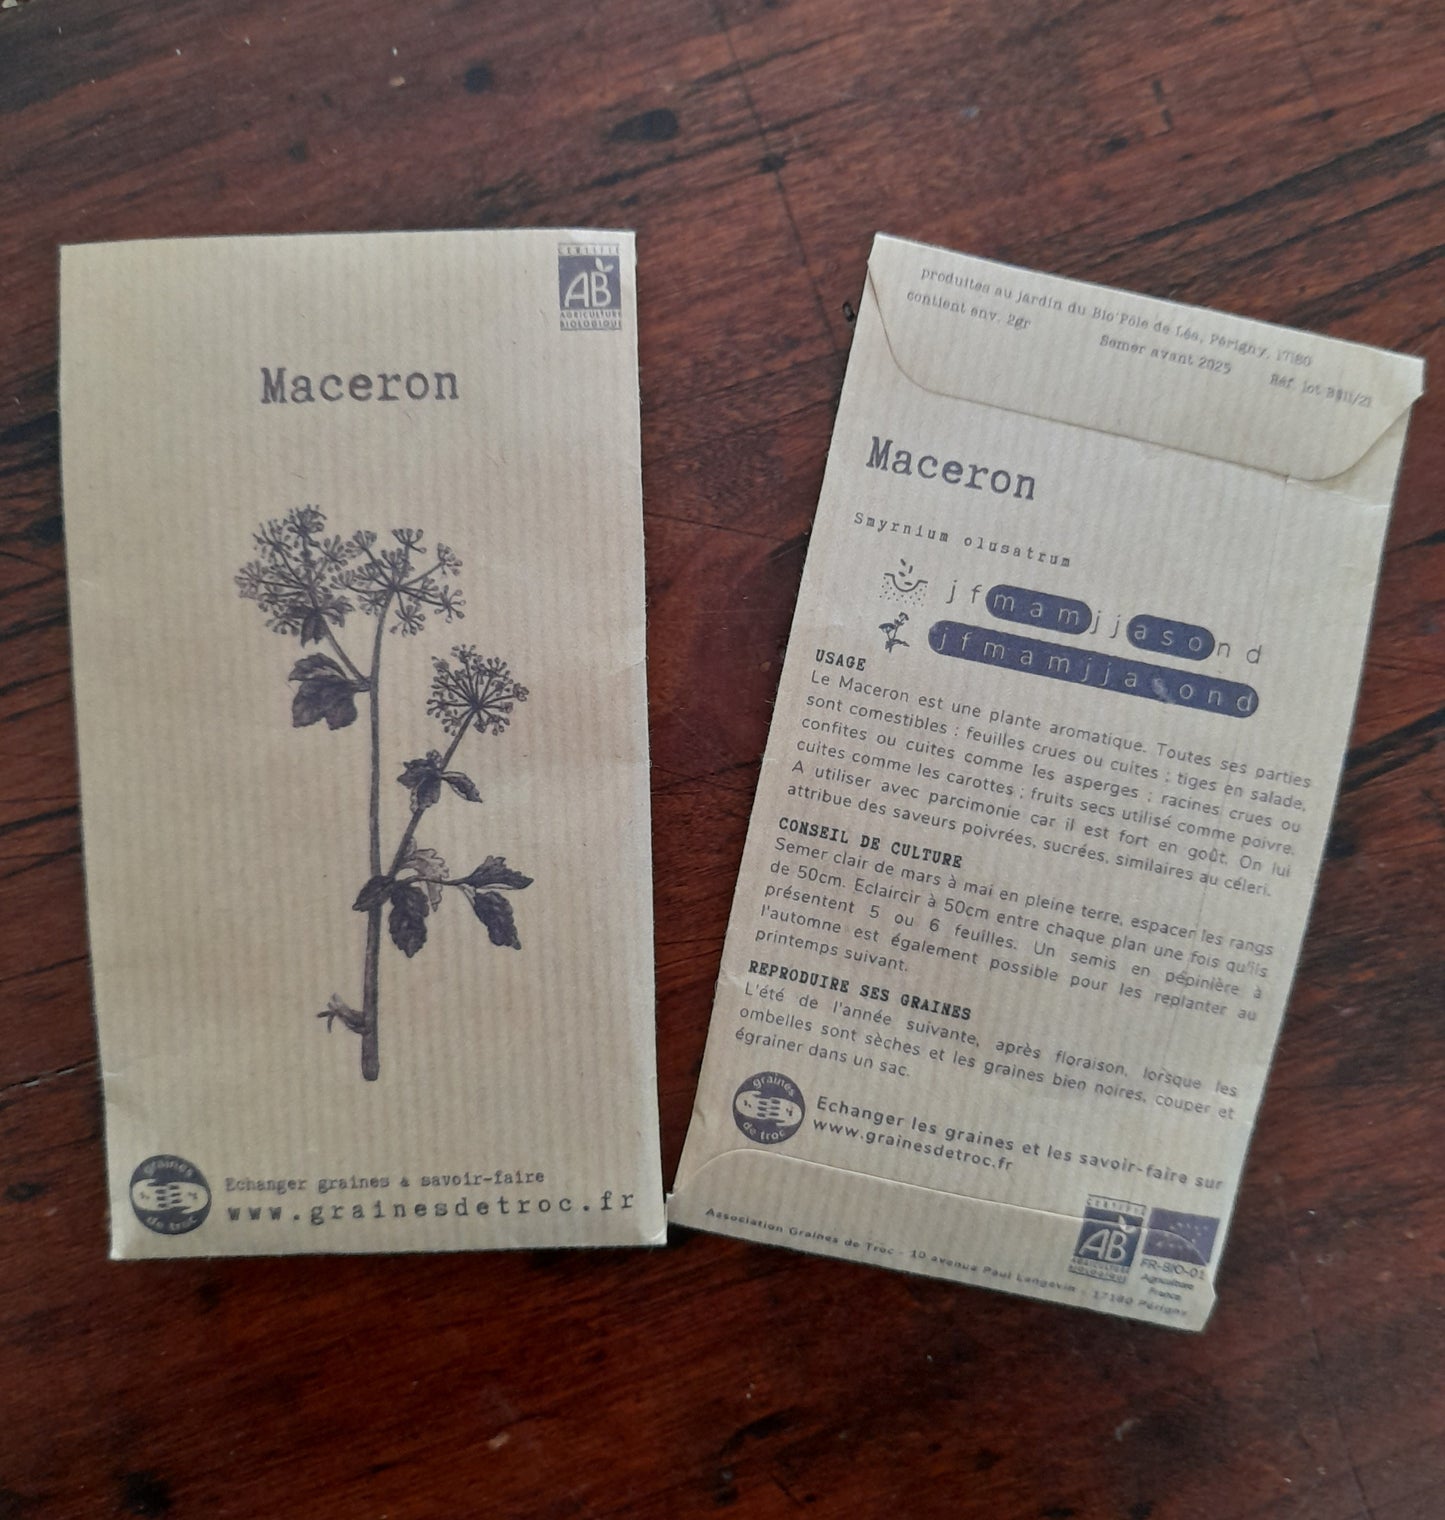 CERTIFIÉ
AB
AGRICULTURE
BIOLOGIQUE
Maceron
graines
de troc
Echanger graines & savoir-faire
www.grainesdetroc.fr
produites au jardin du Bio'Pôle de Léa, Périgny, 17180
contient env. 2gr
Semer avant 2025
Réf. lot
Maceron
Smyrnium olusatrum
j f m a m j j a s o n d
j f m a m j j a s o n d
USAGE
Le Maceron est une plante aromatique. Toutes ses parties
sont comestibles : feuilles crues ou cuites ; tiges en salade,
confites ou cuites comme les asperges ; racines crues ou
cuites comme les carottes ; fruits secs utilisé comme poivre.
A utiliser avec parcimonie car il est fort en goût. On lui
attribue des saveurs poivrées, sucrées, similaires au céleri.
CONSEIL DE CULTURE
Semer clair de mars à mai en pleine terre, espacer les rangs
de 50cm. Eclaircir à 50cm entre chaque plan une fois qu'ils
présentent 5 ou 6 feuilles. Un semis en pépinière à
l'automne est également possible pour les replanter au
printemps suivant.
REPRODUIRE SES GRAINES
L'été de l'année suivante, après floraison, lorsque les
ombelles sont sèches et les graines bien noires, couper et
égrainer dans un sac.
graines
de troc
Echanger les graines et les savoir-faire sur
www.grainesdetroc.fr
CERTIFIÉ
AB
AGRICULTURE
BIOLOGIQUE
FR-BIO-01
Agriculture
France
Association Graines de Troc - 10 avenue Paul Langevin - 17180 Périgny